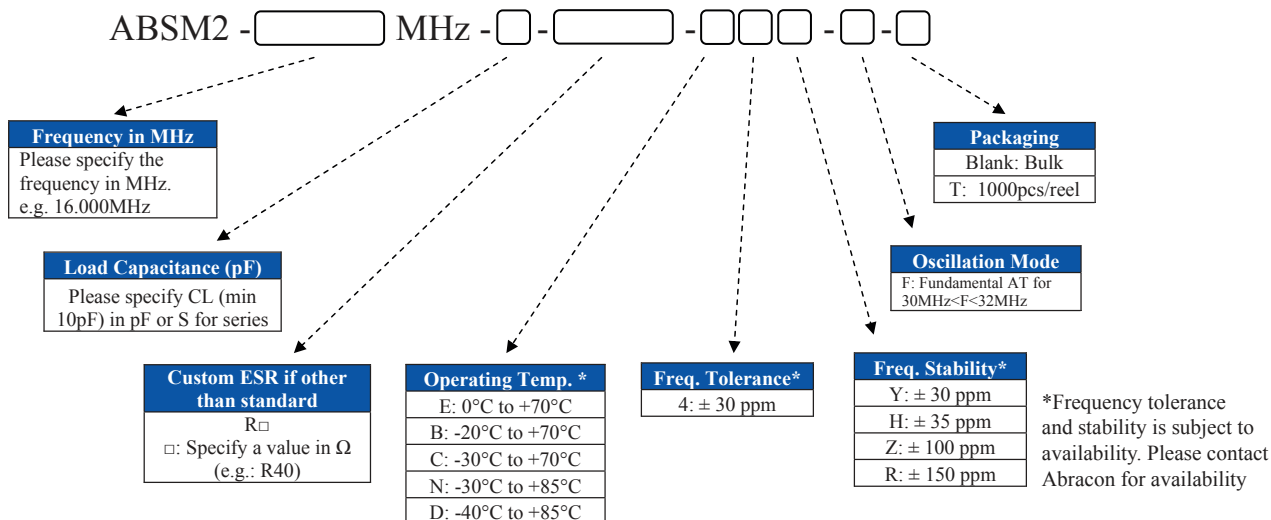 ABSM2 - MHz - - - - -
Frequency in MHz
Please specify the
frequency in MHz.
e.g. 16.000MHz
Load Capacitance (pF)
Please specify CL (min
10pF) in pF or S for series
Custom ESR if other
than standard
R□
□: Specify a value in Ω
(e.g.: R40)
Operating Temp. *
E: 0°C to +70°C
B: -20°C to +70°C
C: -30°C to +70°C
N: -30°C to +85°C
D: -40°C to +85°C
Freq. Tolerance*
4: ± 30 ppm
Freq. Stability*
Y: ± 30 ppm
H: ± 35 ppm
Z: ± 100 ppm
R: ± 150 ppm
Oscillation Mode
F: Fundamental AT for
30MHz<F<32MHz
Packaging
Blank: Bulk
T: 1000pcs/reel
*Frequency tolerance
and stability is subject to
availability. Please contact
Abracon for availability